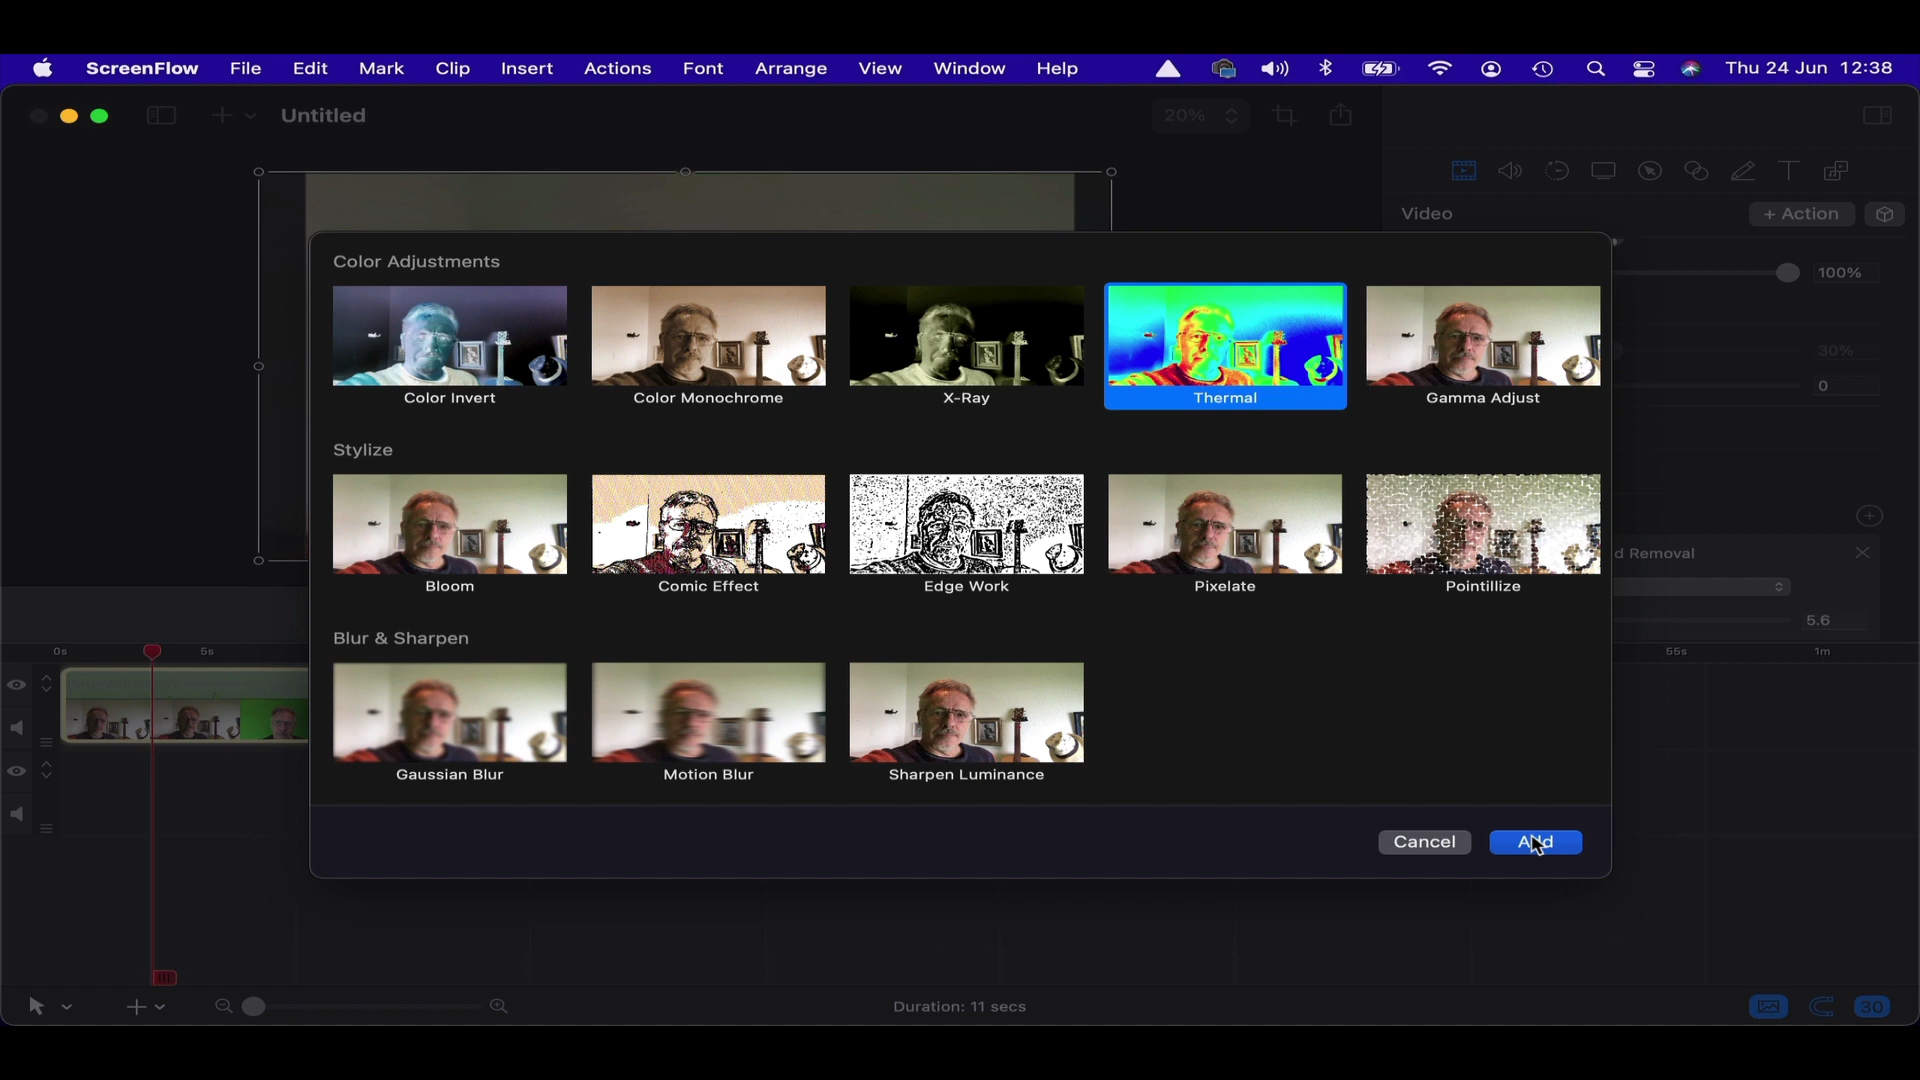 ScreenFlow File Edit Mark Clip Insert Actions Font Arrange View Window Help Thu 24 Jun 12:38
Untitled 20%
Video + Action
Color Adjustments 100%
Color Invert Color Monochrome X-Ray Thermal Gamma Adjust
30%
0
Stylize
Bloom Comic Effect Edge Work Pixelate Pointillize
d Removal
5.6
Blur & Sharpen
0s 5s 55s 1m
Gaussian Blur Motion Blur Sharpen Luminance
Cancel Add
Duration: 11 secs 30